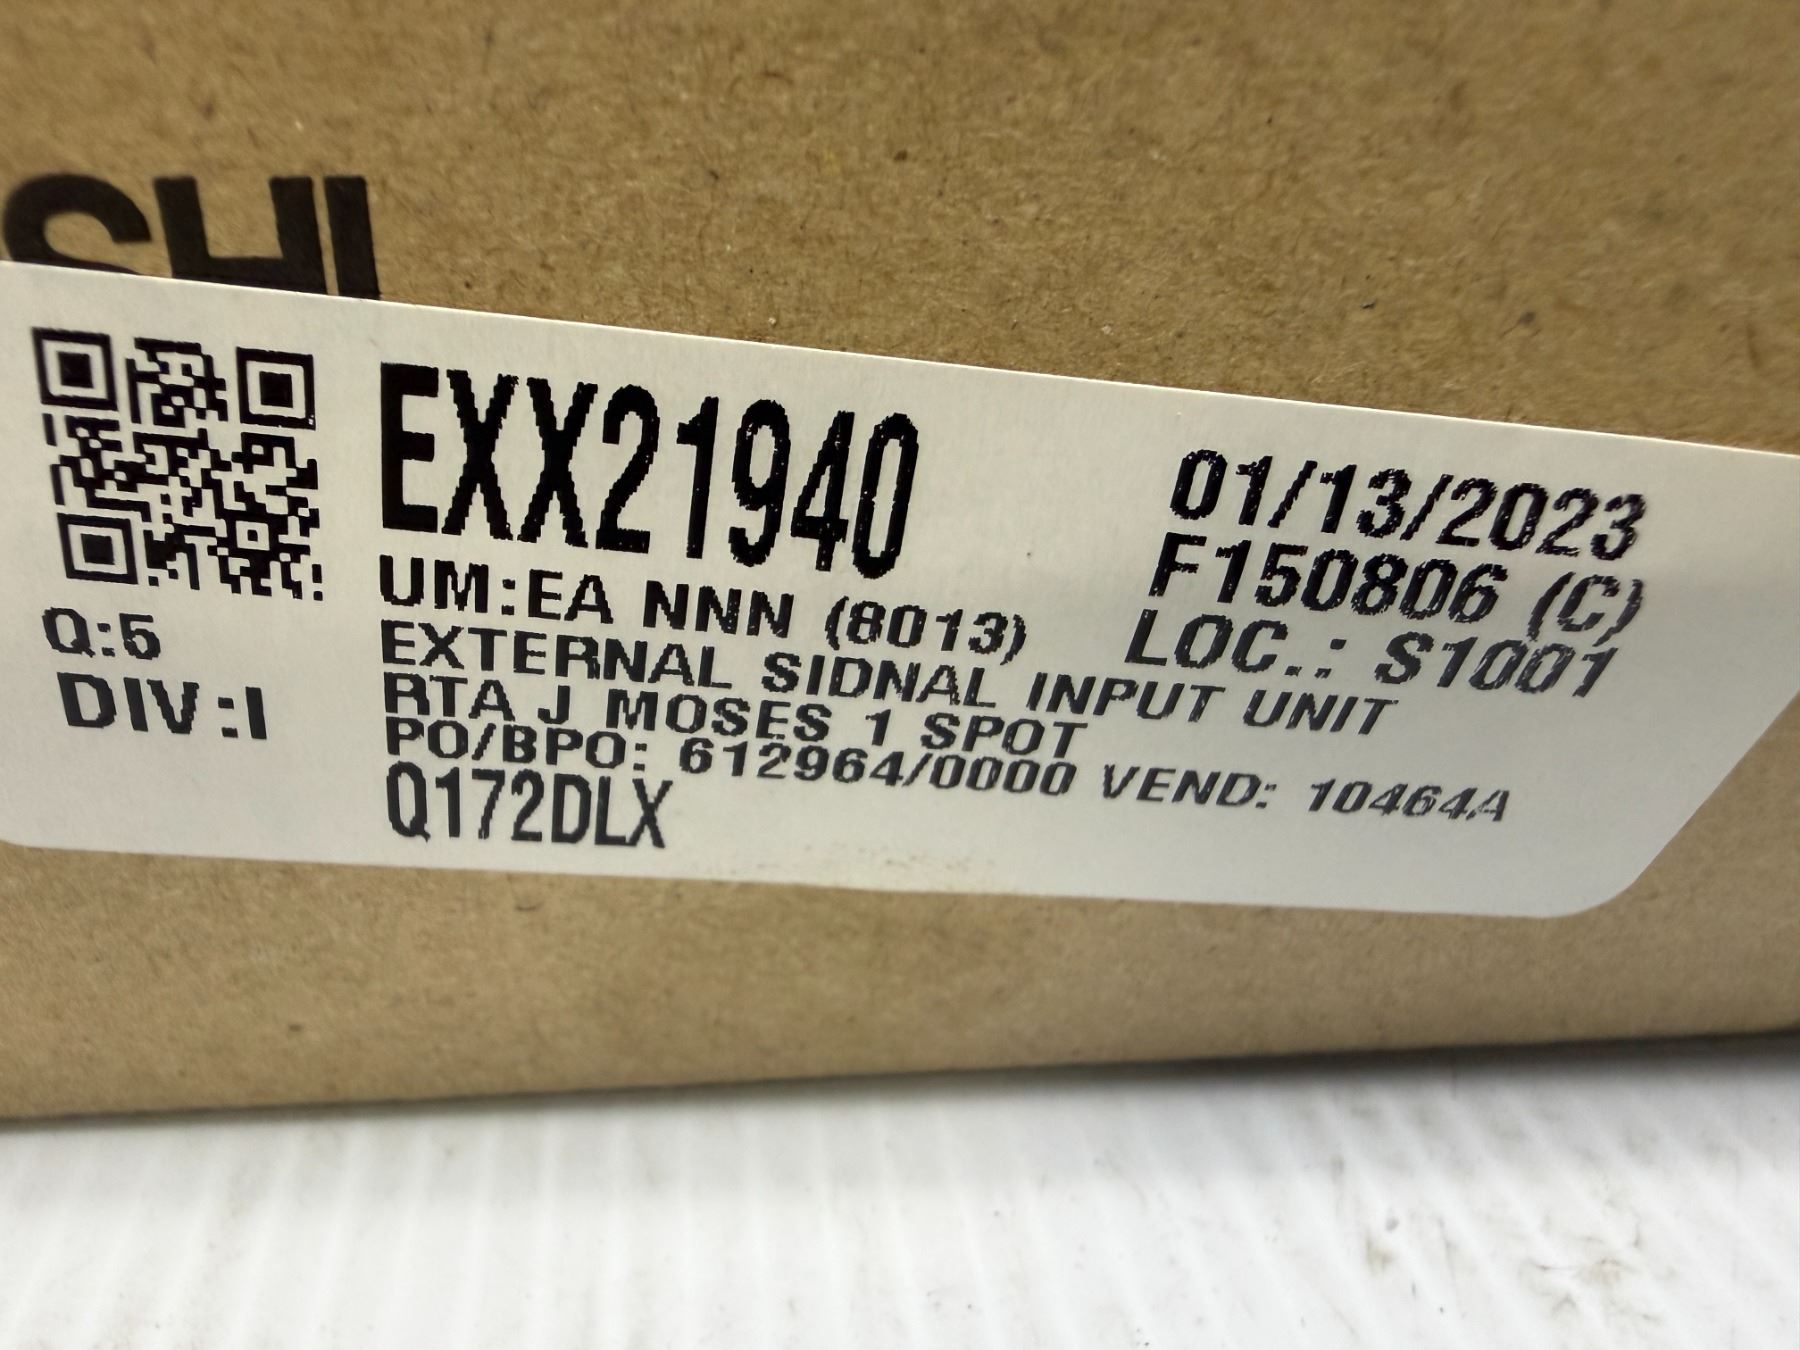 SHI
EXX21940
01/13/2023
F150806 (C)
LOC.: S1001
UM:EA NNN (8013)
EXTERNAL SIDNAL INPUT UNIT
RTA J MOSES 1 SPOT
PO/BPO: 612964/0000 VEND: 10464A
Q172DLX
Q:5
DIV:I